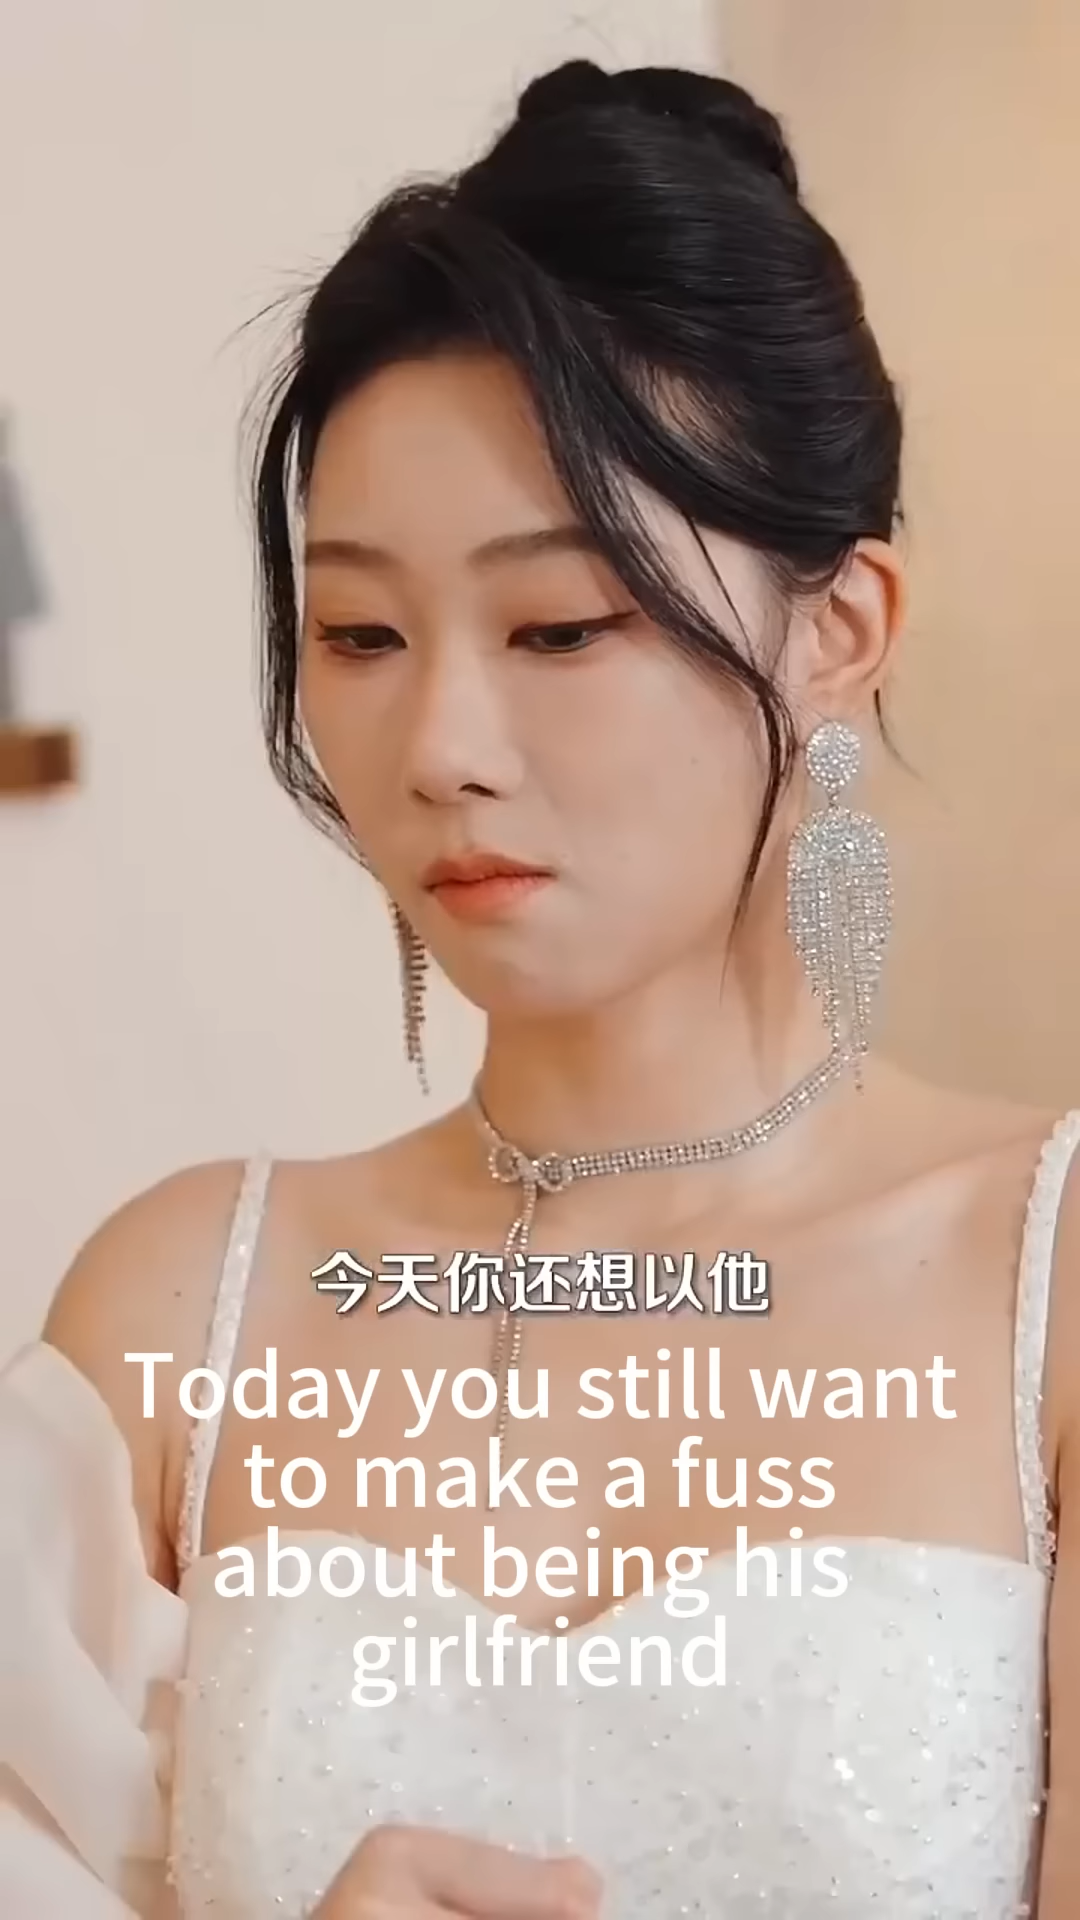 今天你还想以他
Today you still want
to make a fuss
about being his
girlfriend